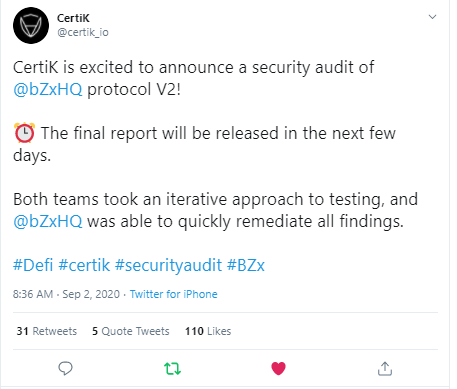 CertiK
@certik_io
CertiK is excited to announce a security audit of
@bZxHQ protocol V2!
⏰ The final report will be released in the next few
days.
Both teams took an iterative approach to testing, and
@bZxHQ was able to quickly remediate all findings.
#Defi #certik #securityaudit #BZx
8:36 AM · Sep 2, 2020 · Twitter for iPhone
31 Retweets 5 Quote Tweets 110 Likes